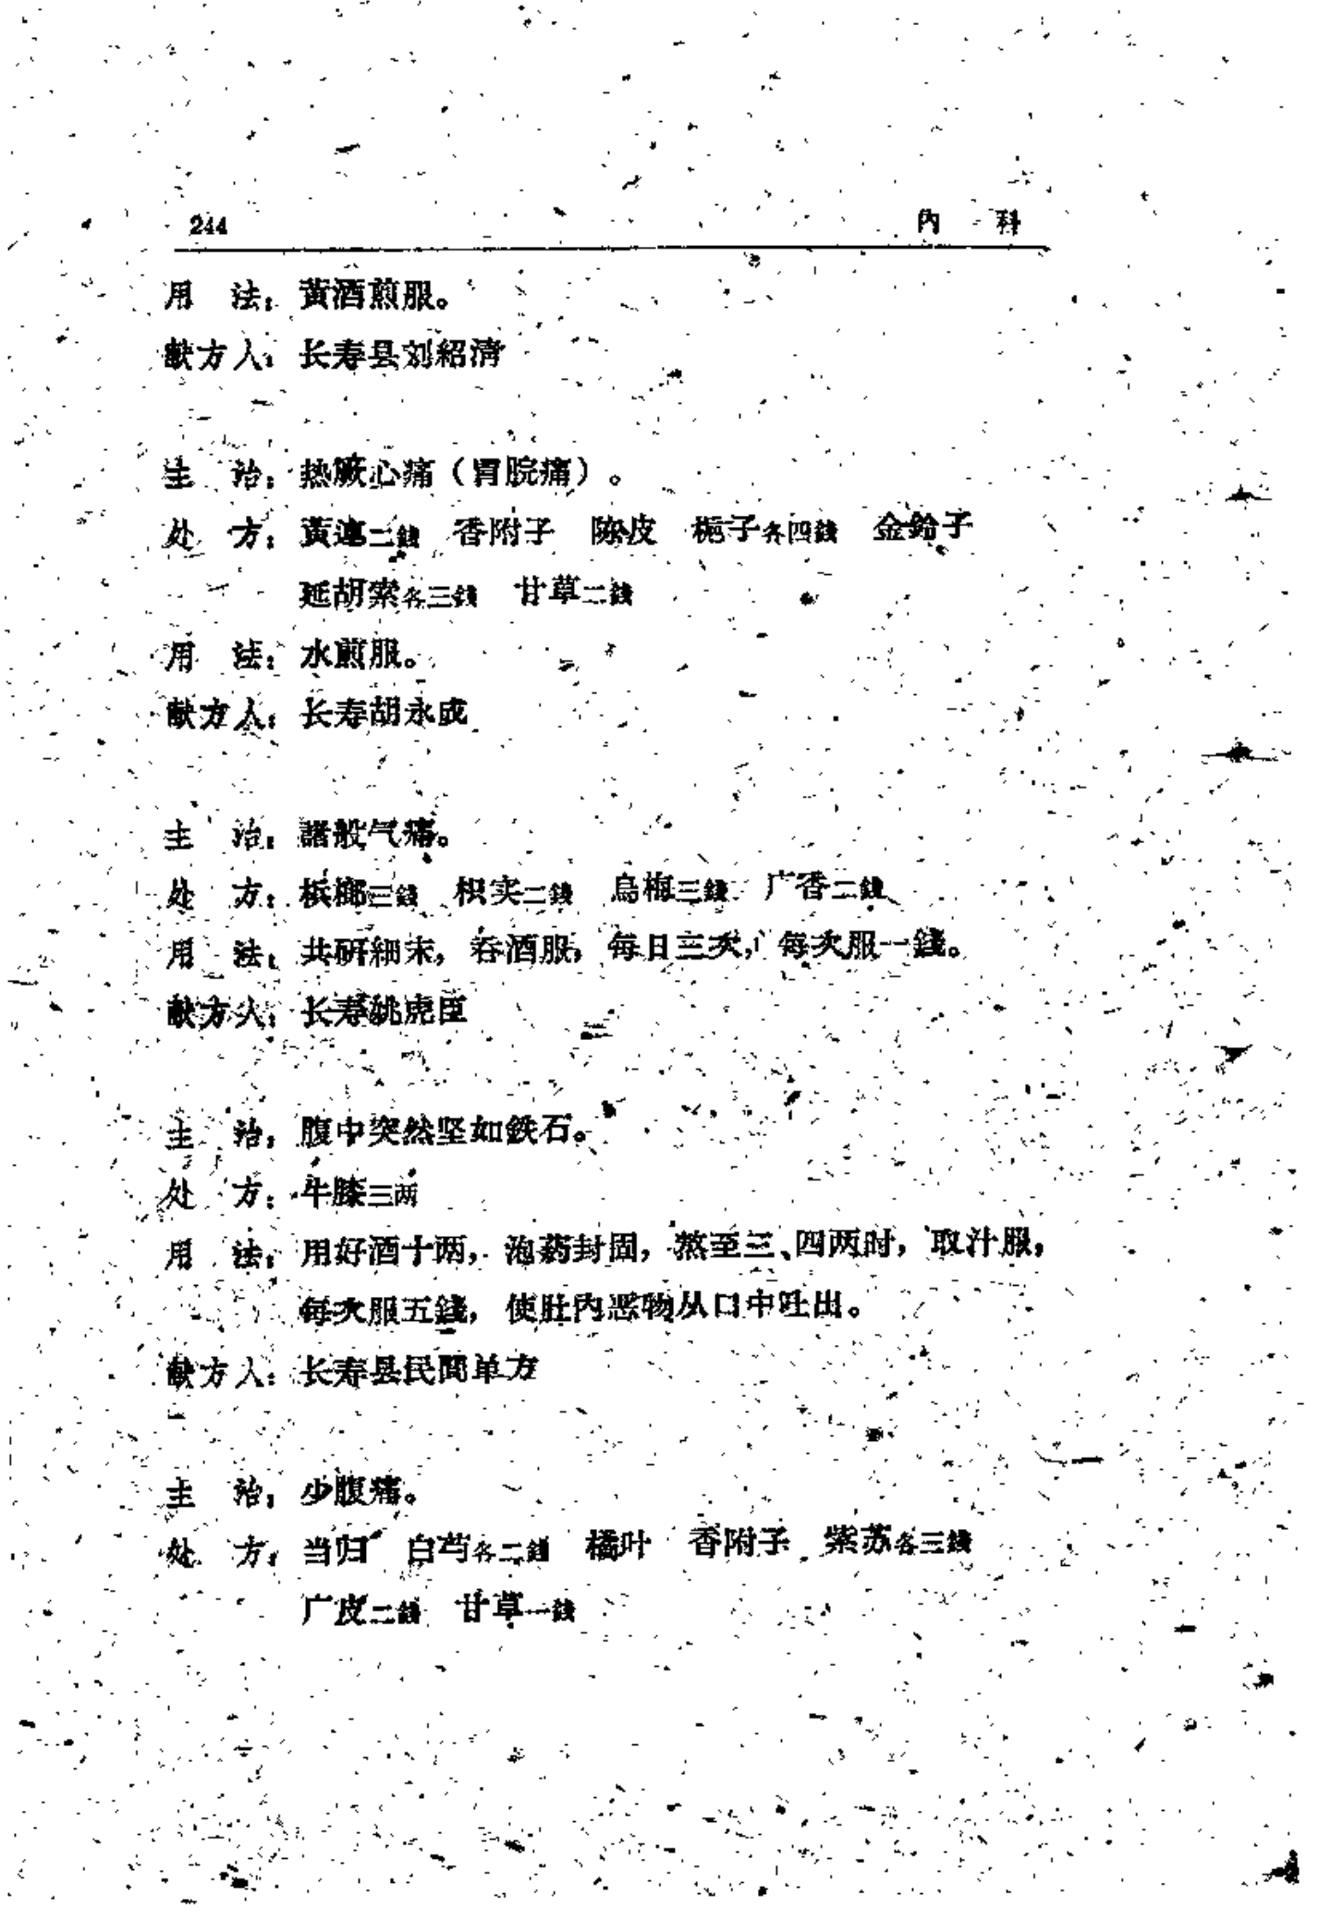 244 内 科
用 法：黃酒煎服。
献方人：长寿县刘紹清
主 治：热厥心痛（胃脘痛）。
处 方：黃連二錢 香附子 陈皮 梔子各四錢 金鈴子
延胡索各三錢 甘草二錢
用 法：水煎服。
献方人：长寿胡永成
主 治：諸般气痛。
处 方：槟榔三錢 枳实二錢 烏梅三錢 广香二錢
用 法：共研細末，吞酒服，每日三次，每次服一錢。
献方人：长寿姚虎臣
主 治：腹中突然坚如鉄石。
处 方：牛膝三两
用 法：用好酒十两，泡葯封固，熬至三、四两时，取汁服，
每次服五錢，使肚內恶物从口中吐出。
献方人：长寿县民間单方
主 治：少腹痛。
处 方：当归 白芍各二錢 橘叶 香附子 紫苏各三錢
广皮二錢 甘草一錢